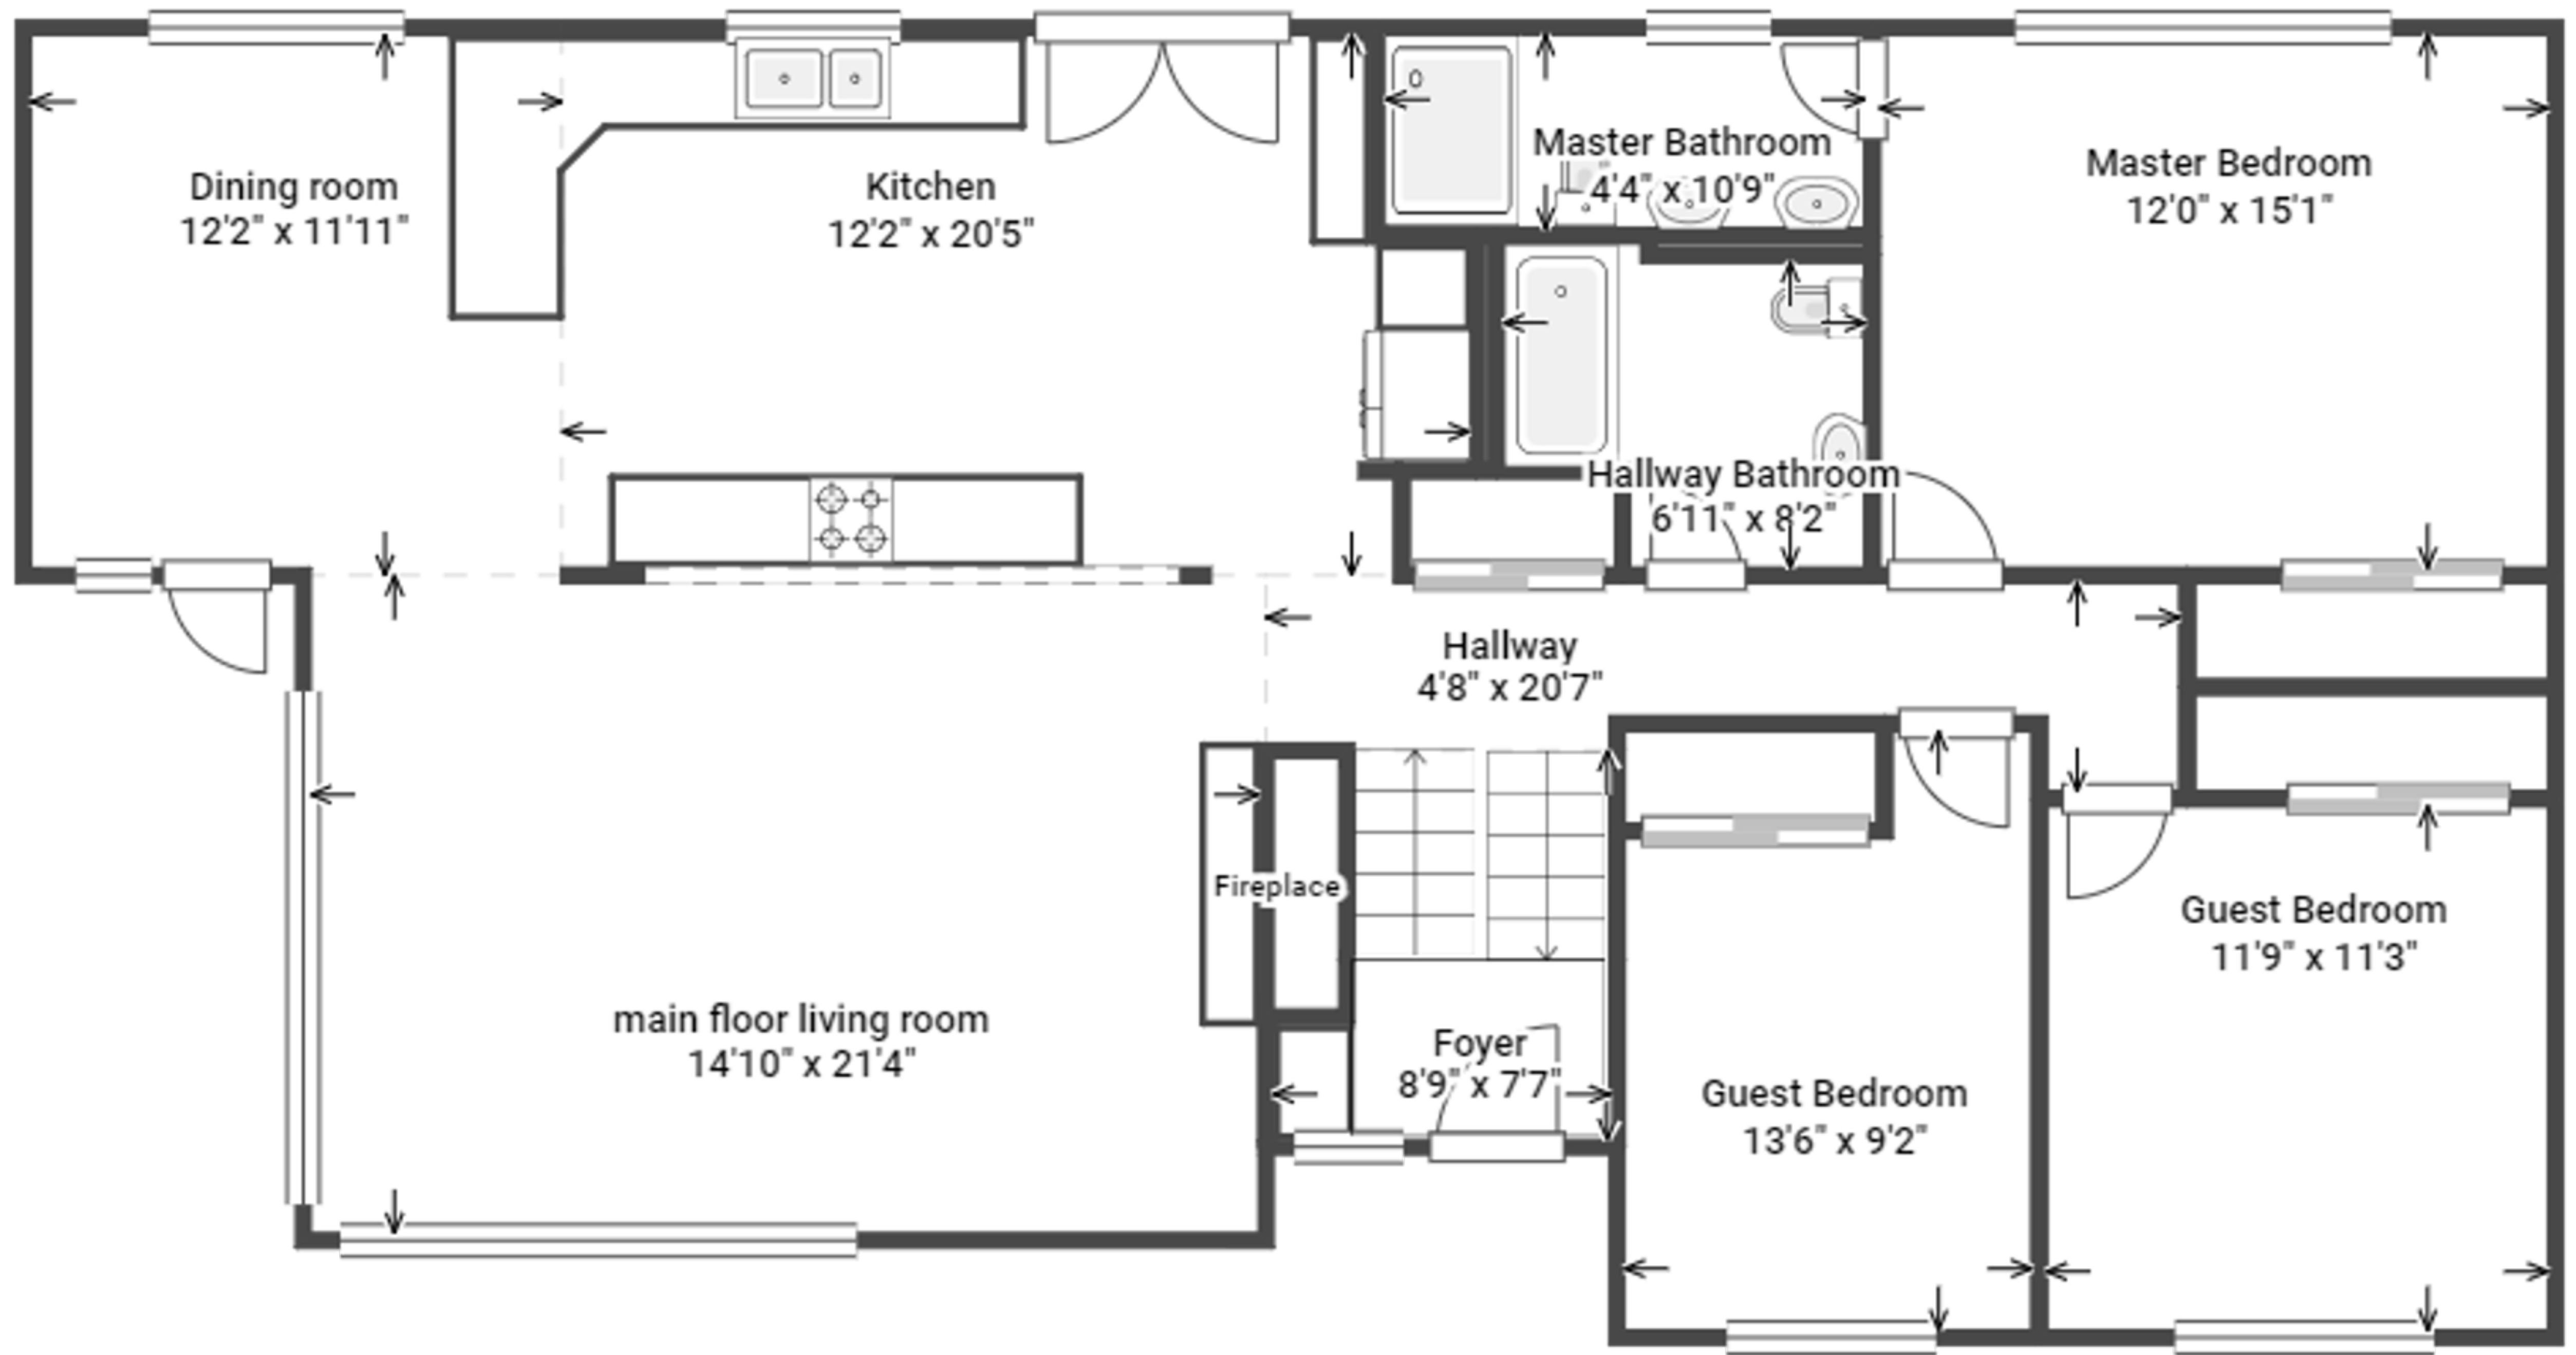 Master Bathroom
4'4" x 10'9"
Master Bedroom
12'0" x 15'1"
Dining room
12'2" x 11'11"
Kitchen
12'2" x 20'5"
Hallway Bathroom
6'11" x 8'2"
Hallway
4'8" x 20'7"
Fireplace
Guest Bedroom
11'9" x 11'3"
main floor living room
14'10" x 21'4"
Foyer
8'9" x 7'7"
Guest Bedroom
13'6" x 9'2"